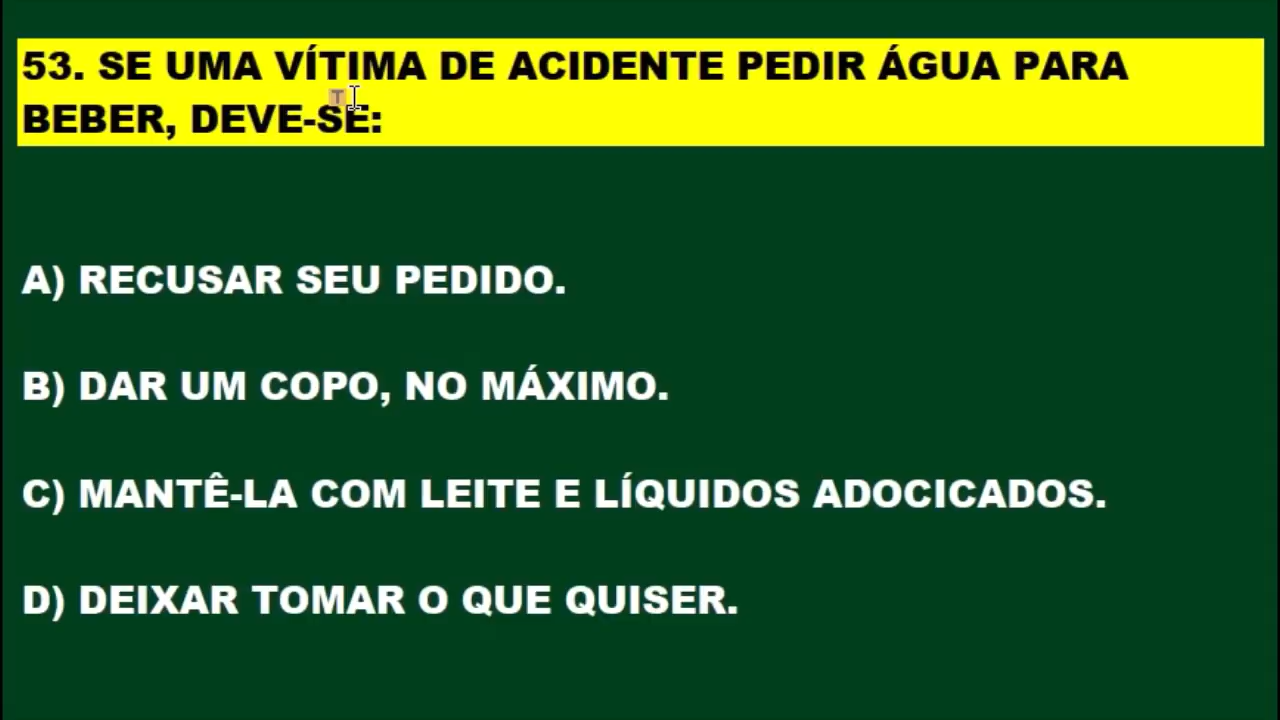 53. SE UMA VÍTIMA DE ACIDENTE PEDIR ÁGUA PARA
BEBER, DEVE-SE:
A) RECUSAR SEU PEDIDO.
B) DAR UM COPO, NO MÁXIMO.
C) MANTÊ-LA COM LEITE E LÍQUIDOS ADOCICADOS.
D) DEIXAR TOMAR O QUE QUISER.